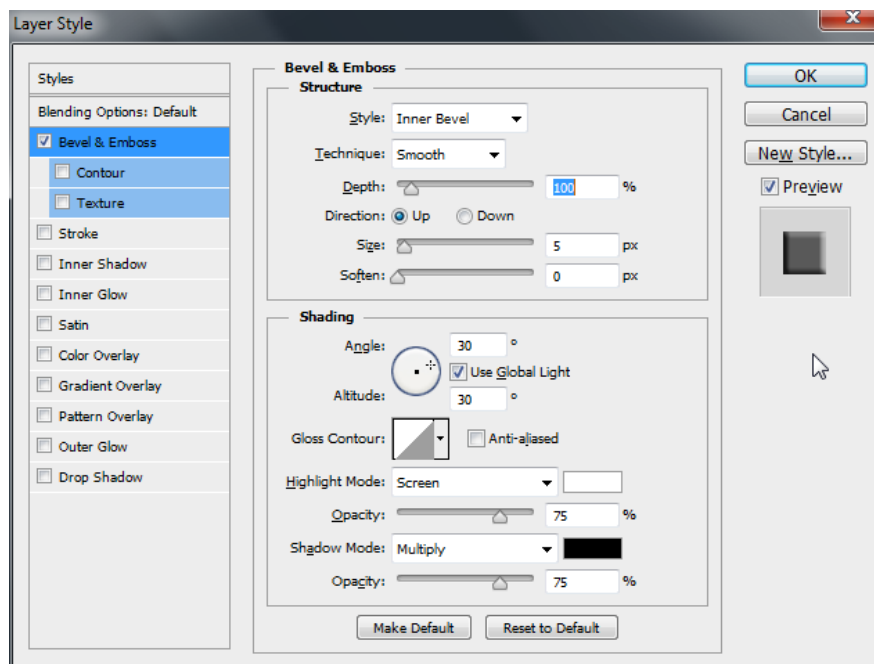 Layer Style
Styles
Blending Options: Default
Bevel & Emboss
Contour
Texture
Stroke
Inner Shadow
Inner Glow
Satin
Color Overlay
Gradient Overlay
Pattern Overlay
Outer Glow
Drop Shadow
Bevel & Emboss
Structure
Style: Inner Bevel
Technique: Smooth
Depth: 100 %
Direction: Up Down
Size: 5 px
Soften: 0 px
Shading
Angle: 30 °
Use Global Light
Altitude: 30 °
Gloss Contour: Anti-aliased
Highlight Mode: Screen
Opacity: 75 %
Shadow Mode: Multiply
Opacity: 75 %
Make Default Reset to Default
OK
Cancel
New Style...
Preview